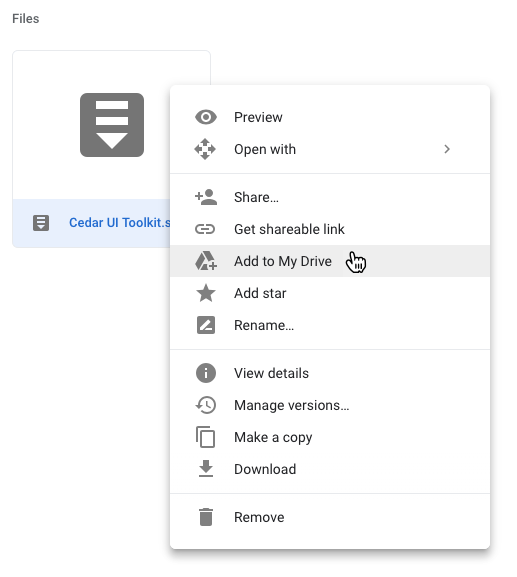 Files
Cedar UI Toolkit.s
Preview
Open with
Share…
Get shareable link
Add to My Drive
Add star
Rename…
View details
Manage versions…
Make a copy
Download
Remove